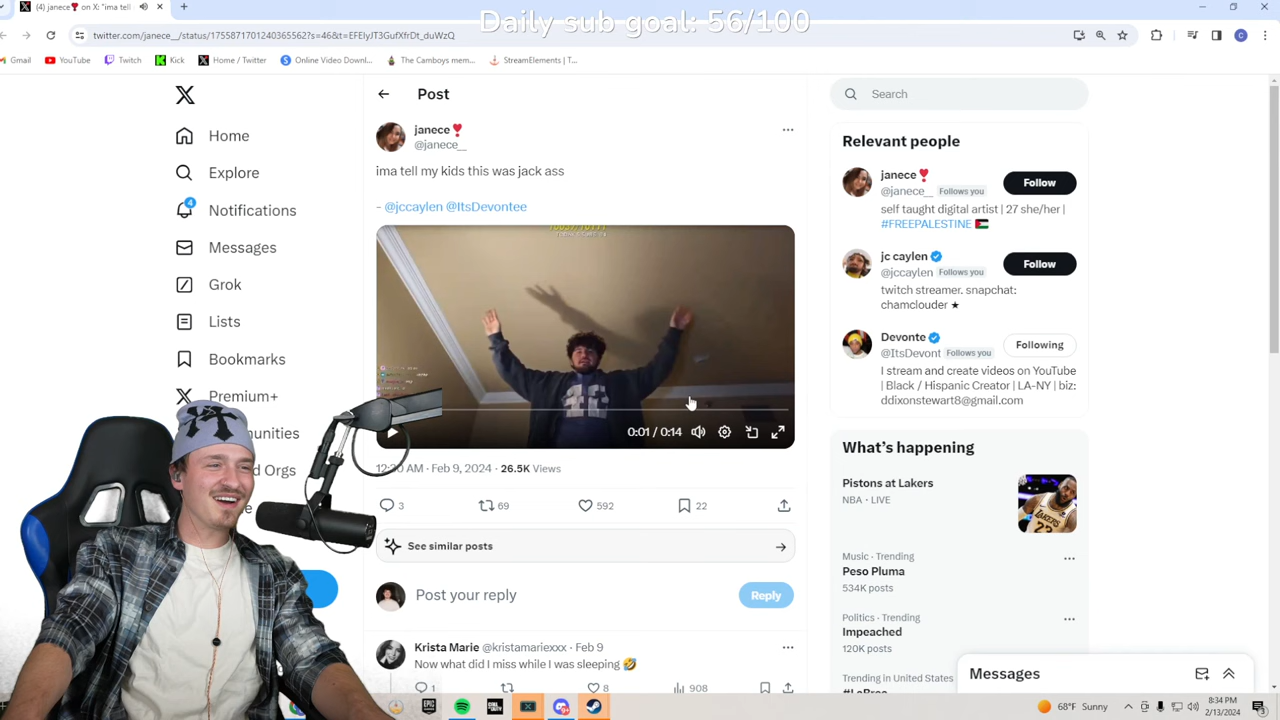 Daily sub goal: 56/100
(4) janece❣️ on X: "ima tell
twitter.com/janece__/status/1755871701240365562?s=46&t=EFEIyJT3GufXfrDt_duWzQ
Gmail
YouTube
Twitch
Kick
Home / Twitter
Online Video Downl...
The Camboys mem...
StreamElements | T...
Home
Explore
4
Notifications
Messages
Grok
Lists
Bookmarks
Premium+
Post
janece❣️
@janece__
ima tell my kids this was jack ass
- @jccaylen @ItsDevontee
0:01 / 0:14
AM · Feb 9, 2024 · 26.5K Views
3
69
592
22
See similar posts
Post your reply
Reply
Krista Marie @kristamariexxx · Feb 9
Now what did I miss while I was sleeping 🤣
1
8
908
Search
Relevant people
janece❣️
@janece__ Follows you
Follow
self taught digital artist | 27 she/her |
#FREEPALESTINE 🇵🇸
jc caylen
@jccaylen Follows you
Follow
twitch streamer. snapchat:
chamclouder ★
Devonte
@ItsDevont Follows you
Following
I stream and create videos on YouTube
| Black / Hispanic Creator | LA-NY | biz:
ddixonstewart8@gmail.com
What's happening
Pistons at Lakers
NBA · LIVE
Music · Trending
Peso Pluma
534K posts
Politics · Trending
Impeached
120K posts
Trending in United States
Messages
68°F Sunny
8:34 PM
2/13/2024